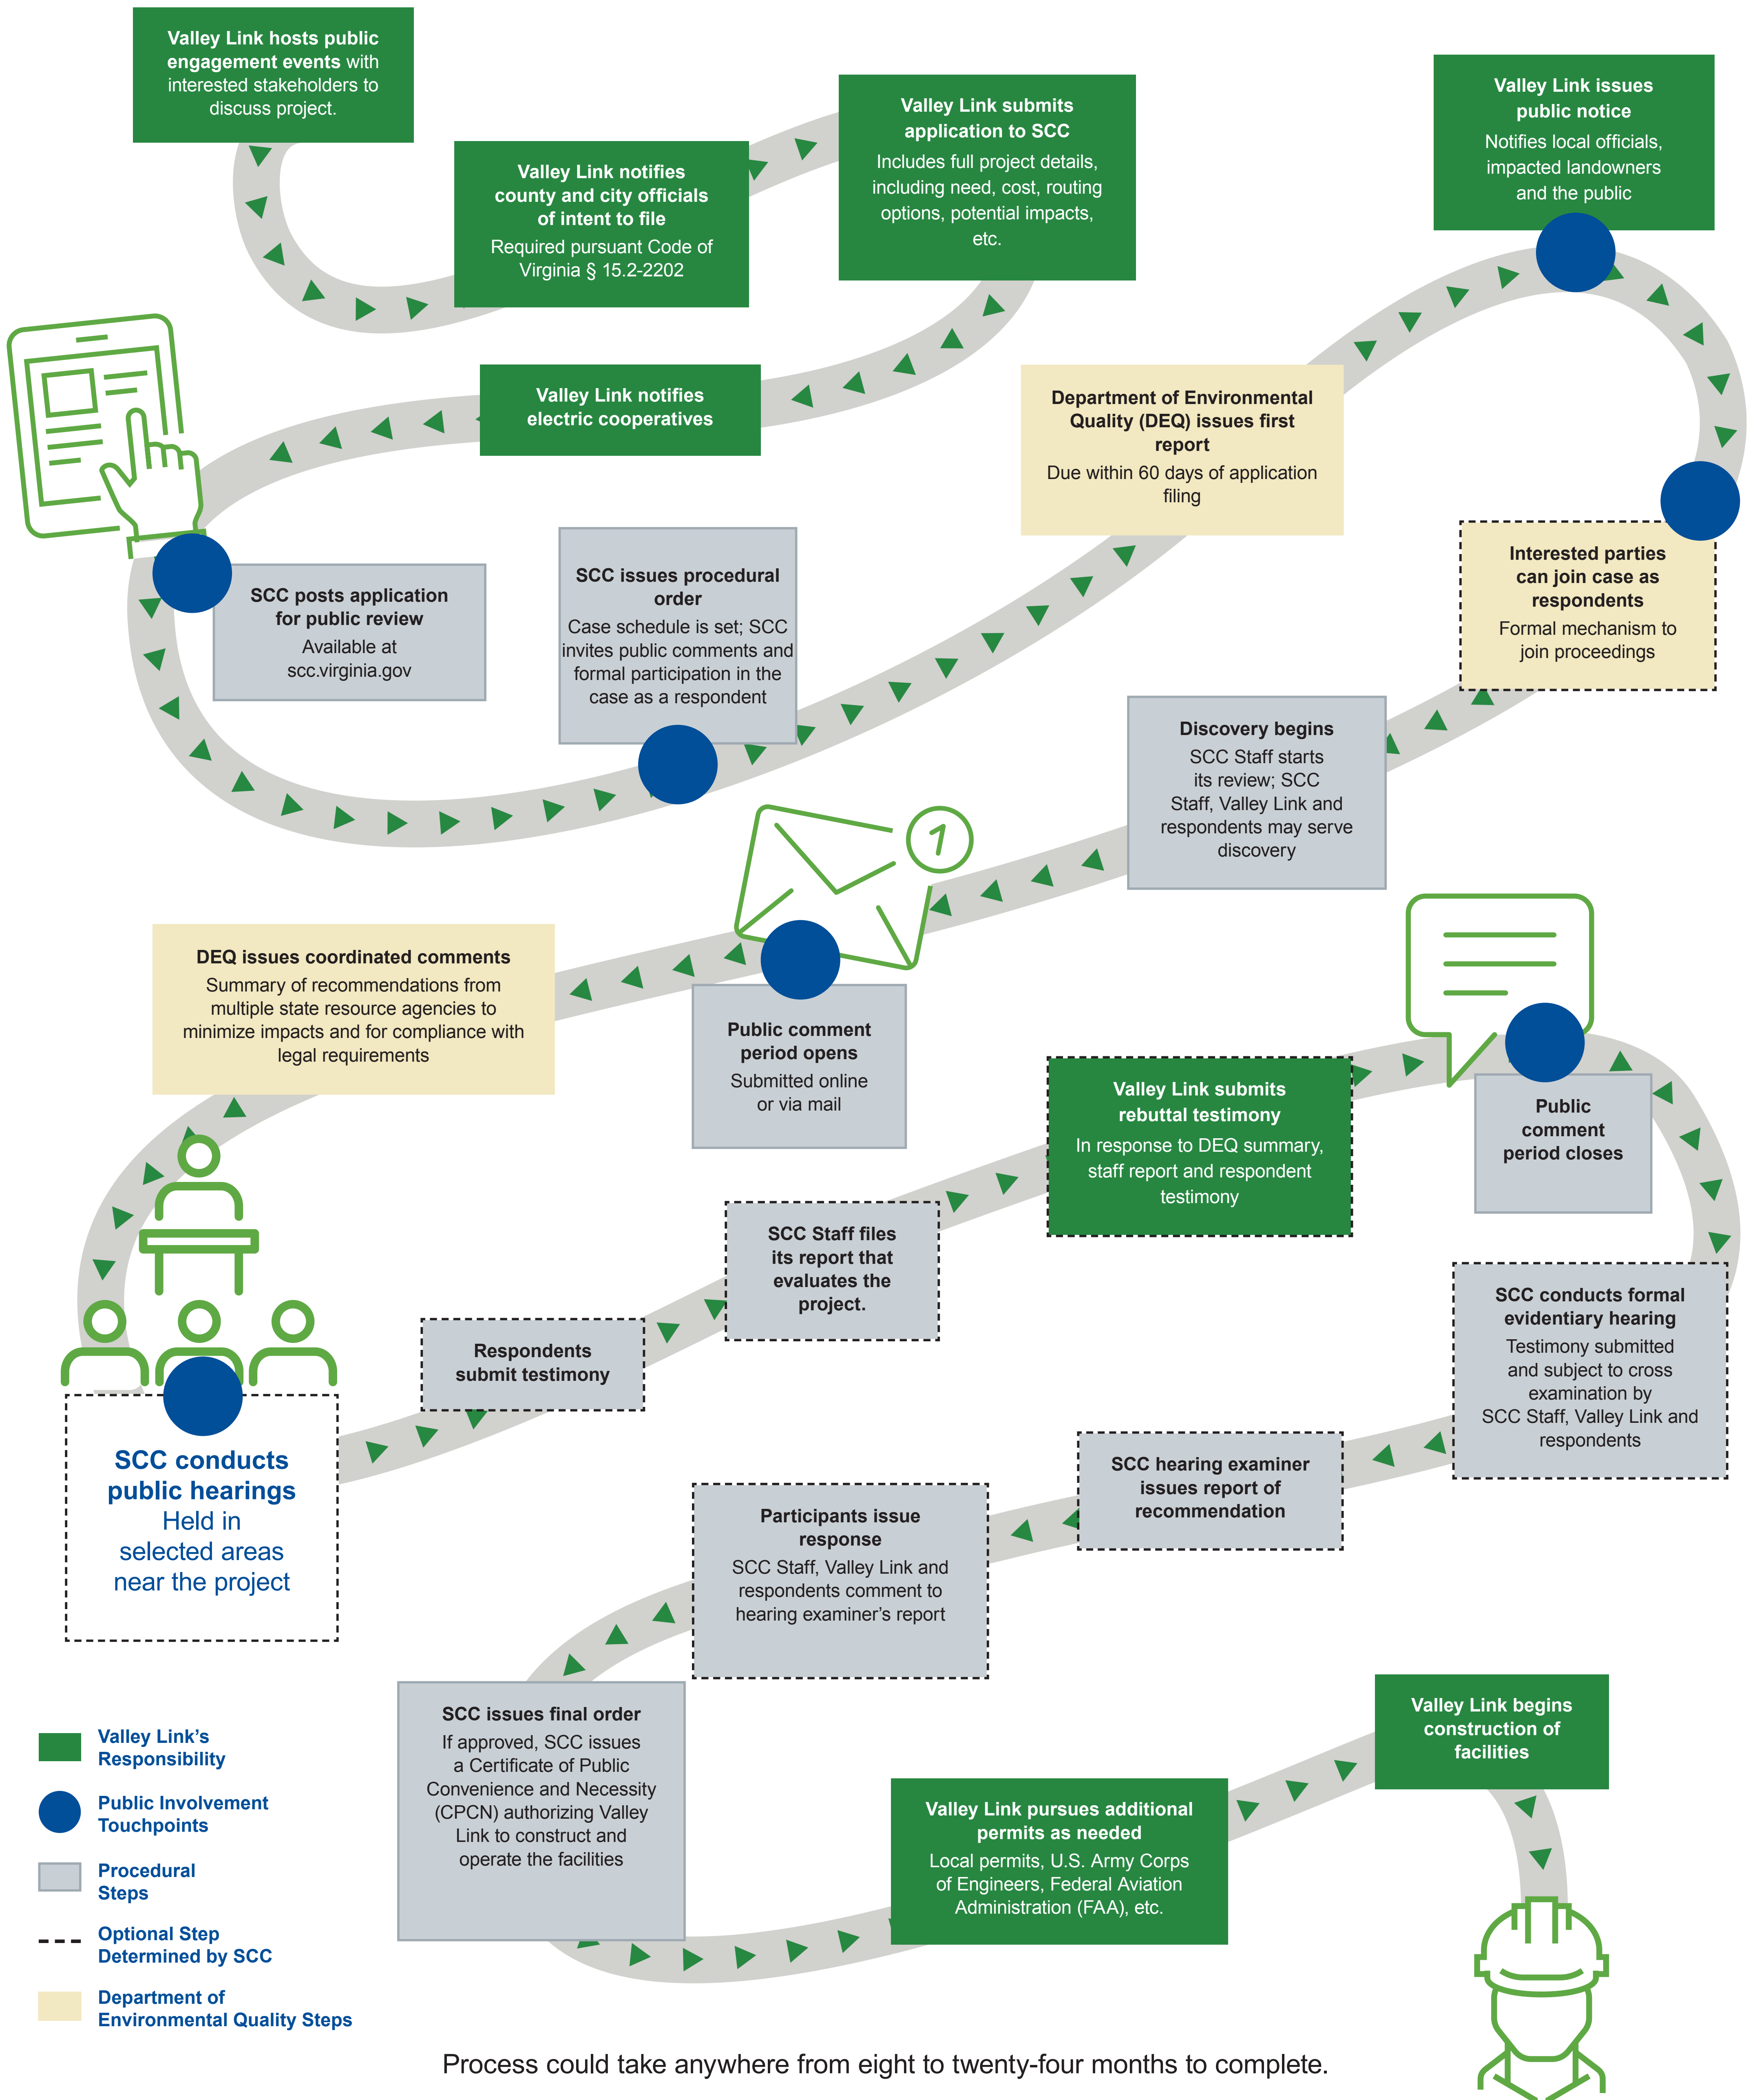 Valley Link hosts public
engagement events with
interested stakeholders to
discuss project.
Valley Link notifies
county and city officials
of intent to file
Required pursuant Code of
Virginia § 15.2-2202
Valley Link submits
application to SCC
Includes full project details,
including need, cost, routing
options, potential impacts,
etc.
Valley Link notifies
electric cooperatives
SCC posts application
for public review
Available at
scc.virginia.gov
SCC issues procedural
order
Case schedule is set; SCC
invites public comments and
formal participation in the
case as a respondent
Department of Environmental
Quality (DEQ) issues first
report
Due within 60 days of application
filing
Valley Link issues
public notice
Notifies local officials,
impacted landowners
and the public
Interested parties
can join case as
respondents
Formal mechanism to
join proceedings
Discovery begins
SCC Staff starts
its review; SCC
Staff, Valley Link and
respondents may serve
discovery
1
Public comment
period opens
Submitted online
or via mail
DEQ issues coordinated comments
Summary of recommendations from
multiple state resource agencies to
minimize impacts and for compliance with
legal requirements
SCC conducts
public hearings
Held in
selected areas
near the project
Respondents
submit testimony
SCC Staff files
its report that
evaluates the
project.
Valley Link submits
rebuttal testimony
In response to DEQ summary,
staff report and respondent
testimony
Public
comment
period closes
SCC conducts formal
evidentiary hearing
Testimony submitted
and subject to cross
examination by
SCC Staff, Valley Link and
respondents
SCC hearing examiner
issues report of
recommendation
Participants issue
response
SCC Staff, Valley Link and
respondents comment to
hearing examiner’s report
SCC issues final order
If approved, SCC issues
a Certificate of Public
Convenience and Necessity
(CPCN) authorizing Valley
Link to construct and
operate the facilities
Valley Link pursues additional
permits as needed
Local permits, U.S. Army Corps
of Engineers, Federal Aviation
Administration (FAA), etc.
Valley Link begins
construction of
facilities
Valley Link’s
Responsibility
Public Involvement
Touchpoints
Procedural
Steps
Optional Step
Determined by SCC
Department of
Environmental Quality Steps
Process could take anywhere from eight to twenty-four months to complete.